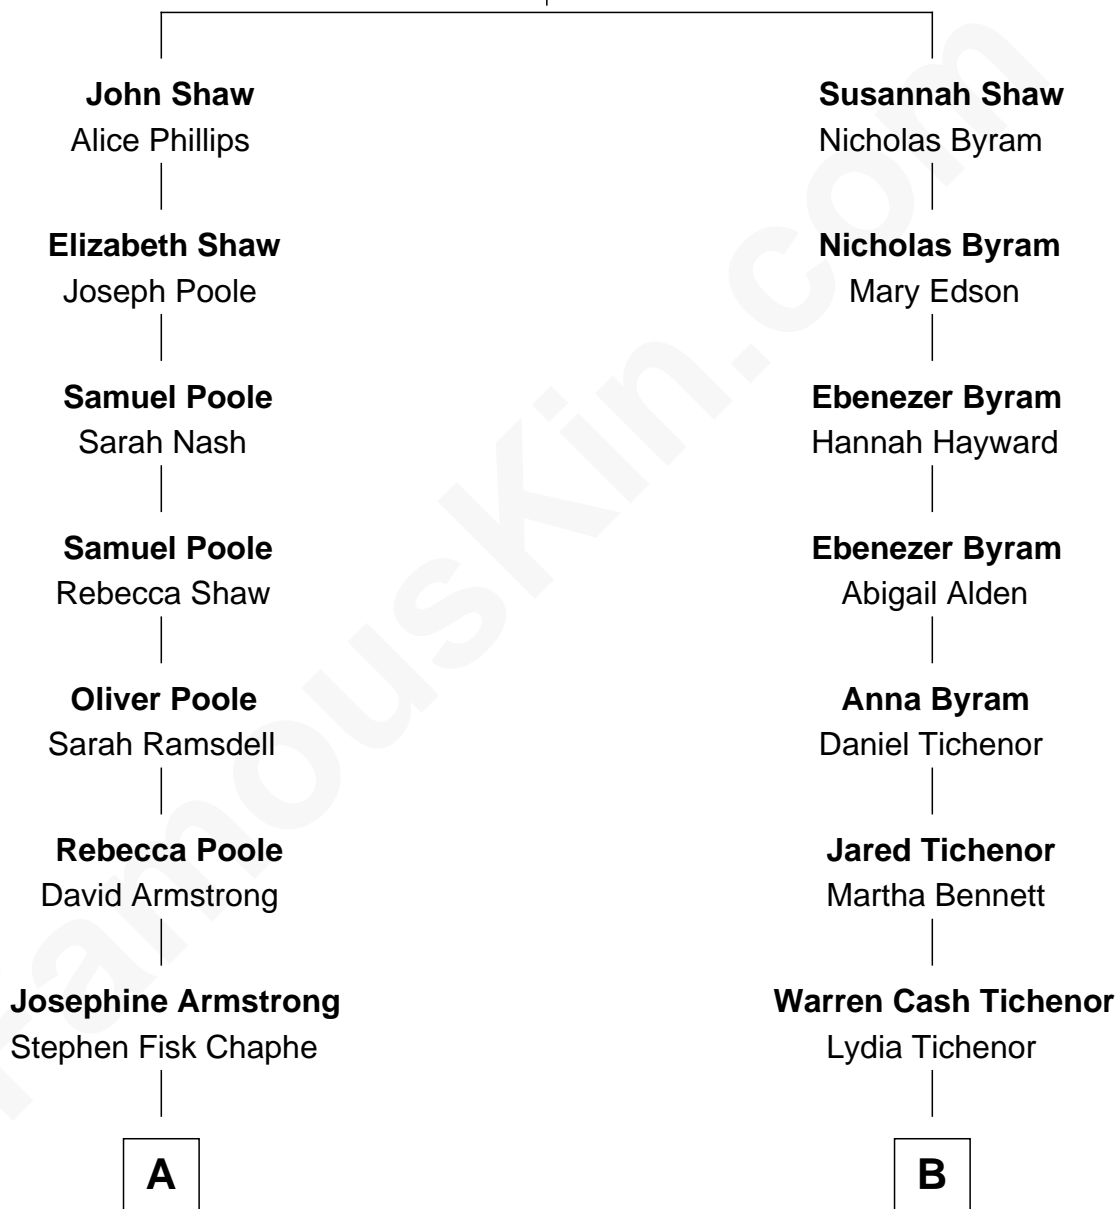 John Shaw
Alice Phillips
Elizabeth Shaw
Joseph Poole
Samuel Poole
Sarah Nash
Samuel Poole
Rebecca Shaw
Oliver Poole
Sarah Ramsdell
Rebecca Poole
David Armstrong
Josephine Armstrong
Stephen Fisk Chaphe
A
Susannah Shaw
Nicholas Byram
Nicholas Byram
Mary Edson
Ebenezer Byram
Hannah Hayward
Ebenezer Byram
Abigail Alden
Anna Byram
Daniel Tichenor
Jared Tichenor
Martha Bennett
Warren Cash Tichenor
Lydia Tichenor
B
FamousKin.com